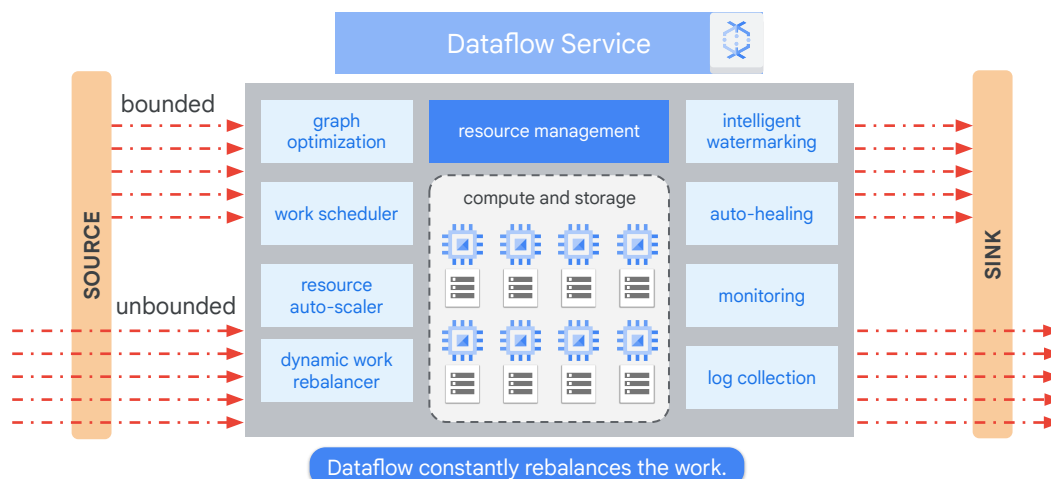 Dataflow Service
SOURCE
bounded
unbounded
graph
optimization
work scheduler
resource
auto-scaler
dynamic work
rebalancer
resource management
compute and storage
intelligent
watermarking
auto-healing
monitoring
log collection
SINK
Dataflow constantly rebalances the work.